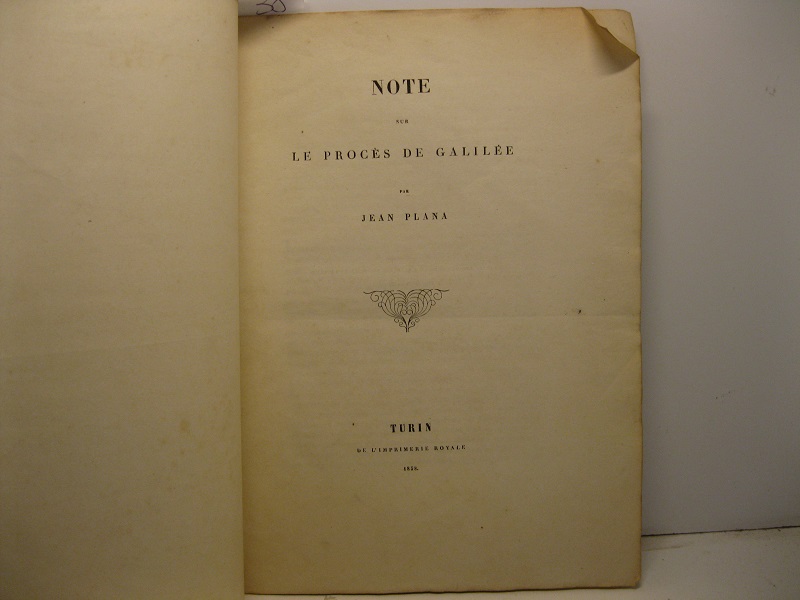 NOTE
SUR
LE PROCÈS DE GALILÉE
PAR
JEAN PLANA
TURIN
DE L'IMPRIMERIE ROYALE